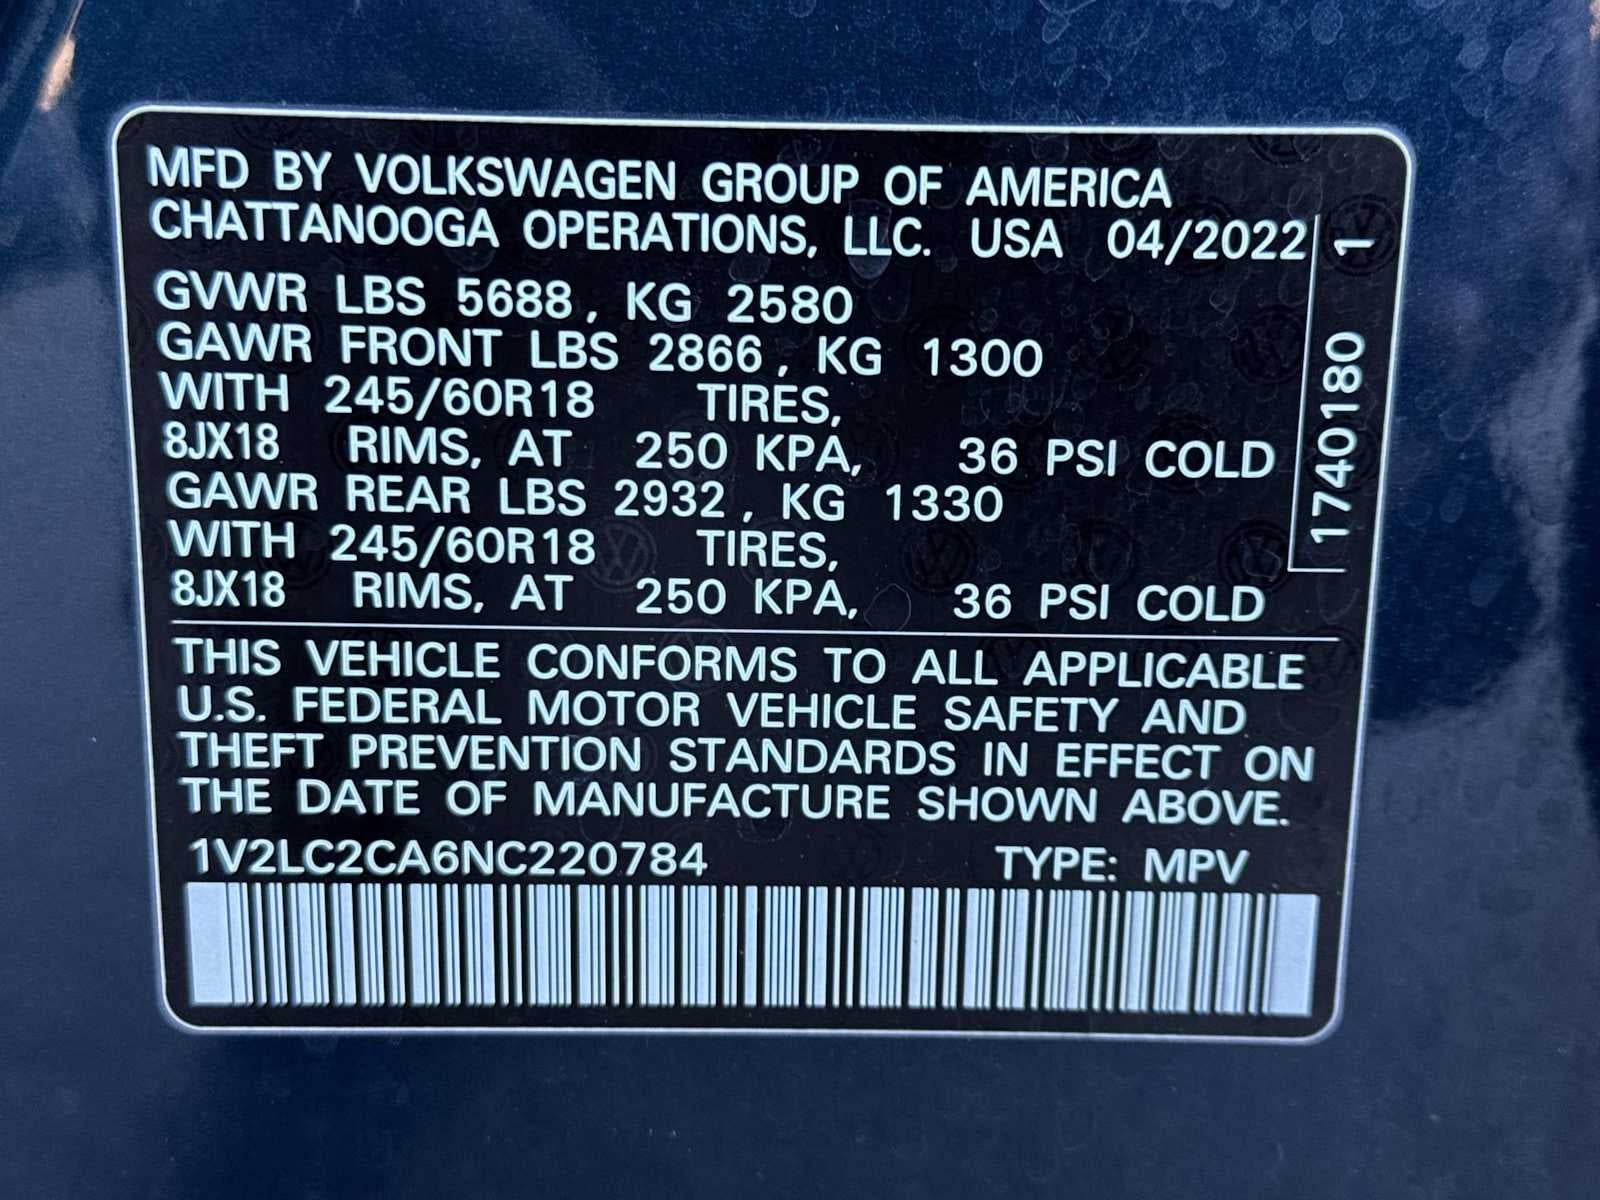 MFD BY VOLKSWAGEN GROUP OF AMERICA
CHATTANOOGA OPERATIONS, LLC. USA 04/2022
GVWR LBS 5688, KG 2580
GAWR FRONT LBS 2866, KG 1300
WITH 245/60R18 TIRES,
8JX18 RIMS, AT 250 KPA, 36 PSI COLD
GAWR REAR LBS 2932, KG 1330
WITH 245/60R18 TIRES,
8JX18 RIMS, AT 250 KPA, 36 PSI COLD
1740180 1
THIS VEHICLE CONFORMS TO ALL APPLICABLE
U.S. FEDERAL MOTOR VEHICLE SAFETY AND
THEFT PREVENTION STANDARDS IN EFFECT ON
THE DATE OF MANUFACTURE SHOWN ABOVE.
1V2LC2CA6NC220784 TYPE: MPV